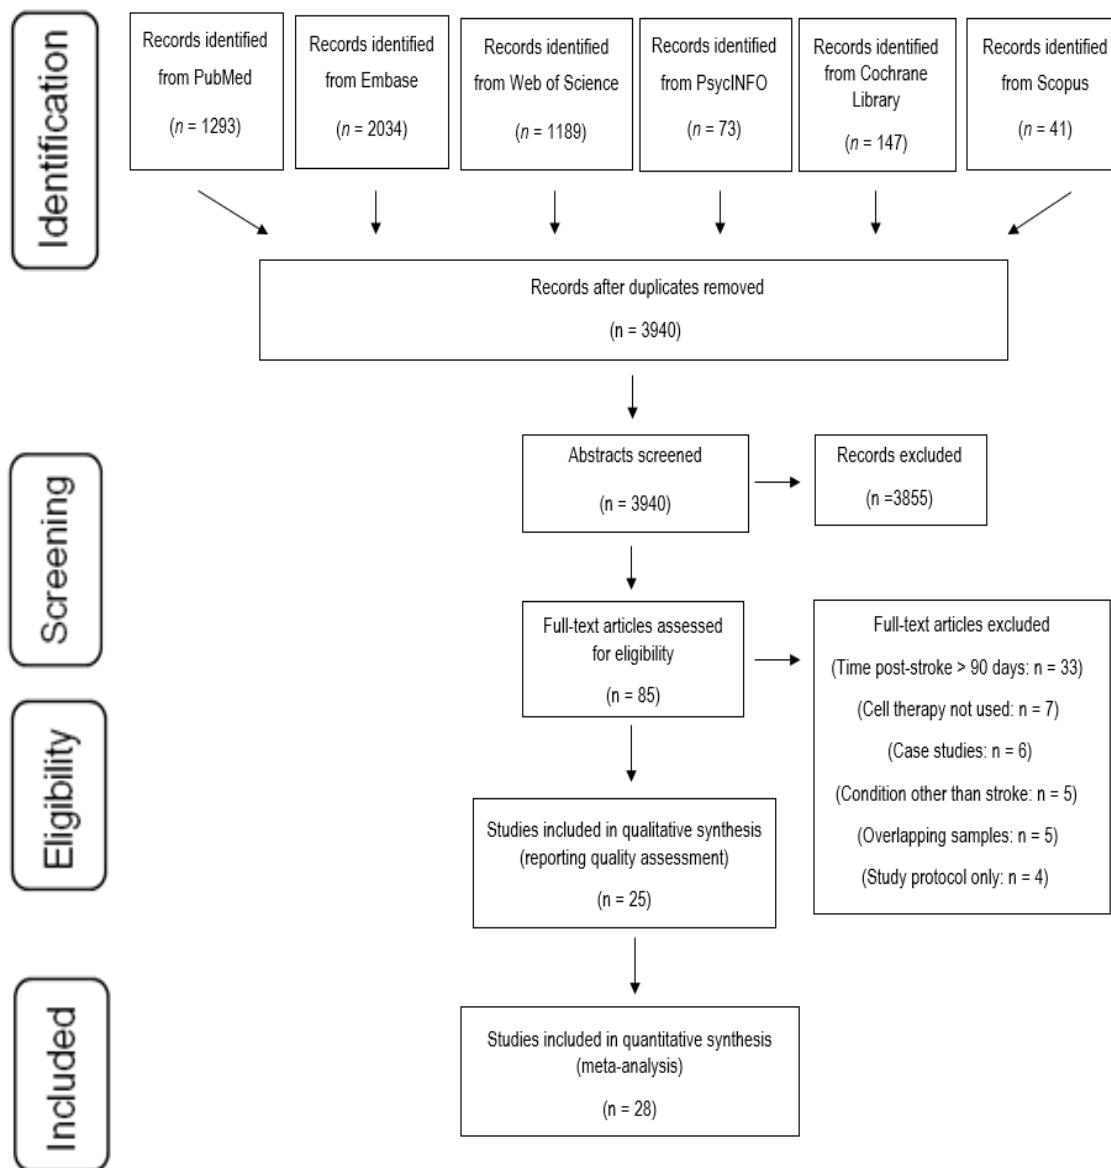 Identification
Records identified
from PubMed
(n = 1293)
Records identified
from Embase
(n = 2034)
Records identified
from Web of Science
(n = 1189)
Records identified
from PsycINFO
(n = 73)
Records identified
from Cochrane
Library
(n = 147)
Records identified
from Scopus
(n = 41)
Records after duplicates removed
(n = 3940)
Screening
Abstracts screened
(n = 3940)
Records excluded
(n =3855)
Full-text articles assessed
for eligibility
(n = 85)
Full-text articles excluded
(Time post-stroke > 90 days: n = 33)
(Cell therapy not used: n = 7)
(Case studies: n = 6)
(Condition other than stroke: n = 5)
(Overlapping samples: n = 5)
(Study protocol only: n = 4)
Eligibility
Studies included in qualitative synthesis
(reporting quality assessment)
(n = 25)
Included
Studies included in quantitative synthesis
(meta-analysis)
(n = 28)